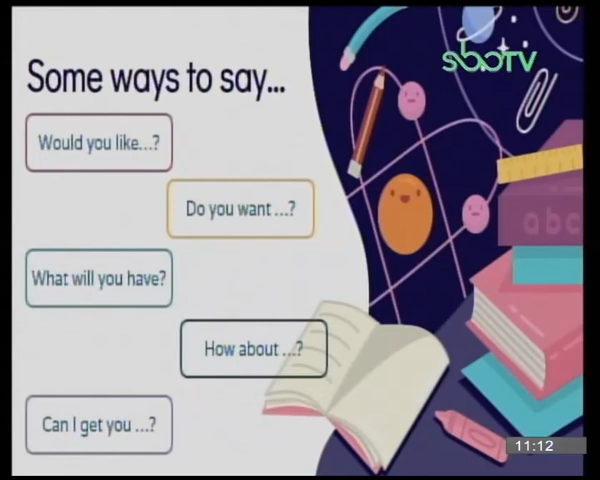 sboTV
Some ways to say...
Would you like...?
Do you want ...?
What will you have?
How about ...?
Can I get you ...?
abc
11:12